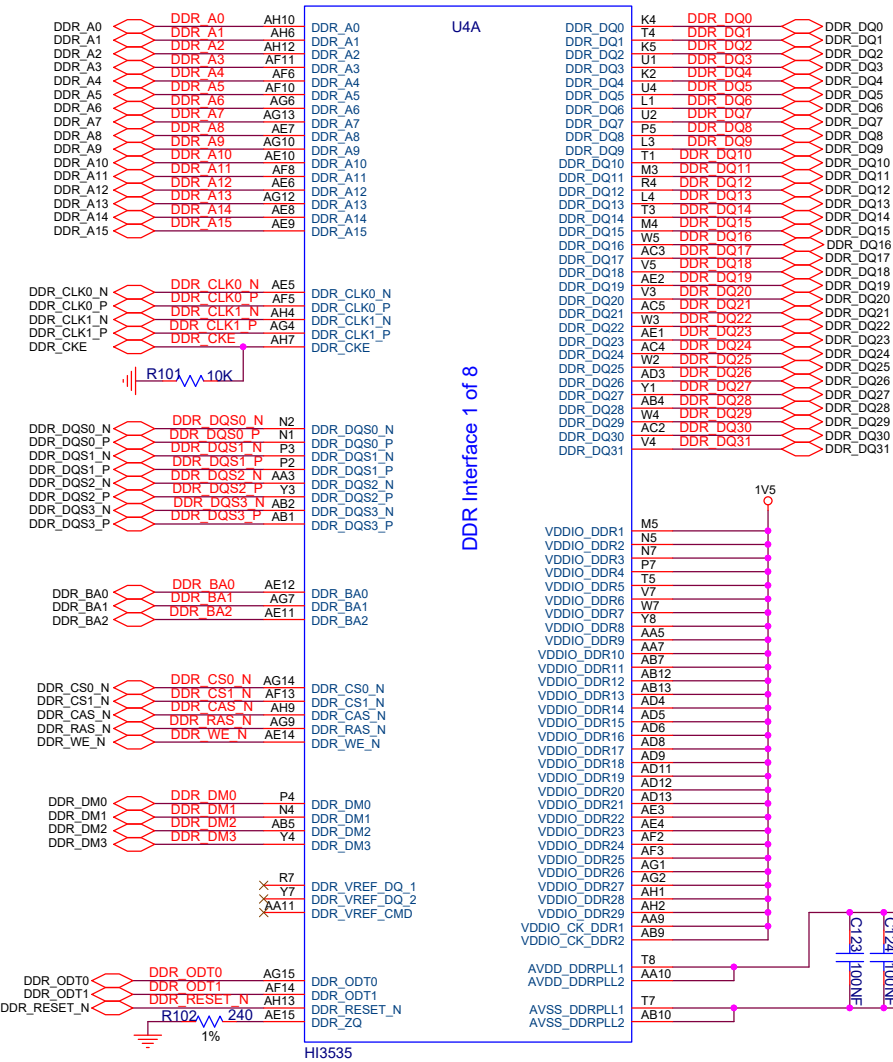 U4A
DDR_A0 DDR_A0 AH10 DDR_A0
DDR_A1 DDR_A1 AH6 DDR_A1
DDR_A2 DDR_A2 AH12 DDR_A2
DDR_A3 DDR_A3 AF11 DDR_A3
DDR_A4 DDR_A4 AF6 DDR_A4
DDR_A5 DDR_A5 AF10 DDR_A5
DDR_A6 DDR_A6 AG6 DDR_A6
DDR_A7 DDR_A7 AG13 DDR_A7
DDR_A8 DDR_A8 AE7 DDR_A8
DDR_A9 DDR_A9 AG10 DDR_A9
DDR_A10 DDR_A10 AE10 DDR_A10
DDR_A11 DDR_A11 AF8 DDR_A11
DDR_A12 DDR_A12 AE6 DDR_A12
DDR_A13 DDR_A13 AG12 DDR_A13
DDR_A14 DDR_A14 AE8 DDR_A14
DDR_A15 DDR_A15 AE9 DDR_A15
DDR_CLK0_N DDR_CLK0_N AE5 DDR_CLK0_N
DDR_CLK0_P DDR_CLK0_P AF5 DDR_CLK0_P
DDR_CLK1_N DDR_CLK1_N AH4 DDR_CLK1_N
DDR_CLK1_P DDR_CLK1_P AG4 DDR_CLK1_P
DDR_CKE DDR_CKE AH7 DDR_CKE
R101 10K
DDR_DQS0_N DDR_DQS0_N N2 DDR_DQS0_N
DDR_DQS0_P DDR_DQS0_P N1 DDR_DQS0_P
DDR_DQS1_N DDR_DQS1_N P3 DDR_DQS1_N
DDR_DQS1_P DDR_DQS1_P P2 DDR_DQS1_P
DDR_DQS2_N DDR_DQS2_N AA3 DDR_DQS2_N
DDR_DQS2_P DDR_DQS2_P Y3 DDR_DQS2_P
DDR_DQS3_N DDR_DQS3_N AB2 DDR_DQS3_N
DDR_DQS3_P DDR_DQS3_P AB1 DDR_DQS3_P
DDR_BA0 DDR_BA0 AE12 DDR_BA0
DDR_BA1 DDR_BA1 AG7 DDR_BA1
DDR_BA2 DDR_BA2 AE11 DDR_BA2
DDR_CS0_N DDR_CS0_N AG14 DDR_CS0_N
DDR_CS1_N DDR_CS1_N AF13 DDR_CS1_N
DDR_CAS_N DDR_CAS_N AH9 DDR_CAS_N
DDR_RAS_N DDR_RAS_N AG9 DDR_RAS_N
DDR_WE_N DDR_WE_N AE14 DDR_WE_N
DDR_DM0 DDR_DM0 P4 DDR_DM0
DDR_DM1 DDR_DM1 N4 DDR_DM1
DDR_DM2 DDR_DM2 AB5 DDR_DM2
DDR_DM3 DDR_DM3 Y4 DDR_DM3
R7 DDR_VREF_DQ_1
Y7 DDR_VREF_DQ_2
AA11 DDR_VREF_CMD
DDR_ODT0 DDR_ODT0 AG15 DDR_ODT0
DDR_ODT1 DDR_ODT1 AF14 DDR_ODT1
DDR_RESET_N DDR_RESET_N AH13 DDR_RESET_N
R102 240 AE15 DDR_ZQ
1%
HI3535
DDR Interface 1 of 8
DDR_DQ0 K4 DDR_DQ0 DDR_DQ0
DDR_DQ1 T4 DDR_DQ1 DDR_DQ1
DDR_DQ2 K5 DDR_DQ2 DDR_DQ2
DDR_DQ3 U1 DDR_DQ3 DDR_DQ3
DDR_DQ4 K2 DDR_DQ4 DDR_DQ4
DDR_DQ5 U4 DDR_DQ5 DDR_DQ5
DDR_DQ6 L1 DDR_DQ6 DDR_DQ6
DDR_DQ7 U2 DDR_DQ7 DDR_DQ7
DDR_DQ8 P5 DDR_DQ8 DDR_DQ8
DDR_DQ9 L3 DDR_DQ9 DDR_DQ9
DDR_DQ10 T1 DDR_DQ10 DDR_DQ10
DDR_DQ11 M3 DDR_DQ11 DDR_DQ11
DDR_DQ12 R4 DDR_DQ12 DDR_DQ12
DDR_DQ13 L4 DDR_DQ13 DDR_DQ13
DDR_DQ14 T3 DDR_DQ14 DDR_DQ14
DDR_DQ15 M4 DDR_DQ15 DDR_DQ15
DDR_DQ16 W5 DDR_DQ16 DDR_DQ16
DDR_DQ17 AC3 DDR_DQ17 DDR_DQ17
DDR_DQ18 V5 DDR_DQ18 DDR_DQ18
DDR_DQ19 AE2 DDR_DQ19 DDR_DQ19
DDR_DQ20 V3 DDR_DQ20 DDR_DQ20
DDR_DQ21 AC5 DDR_DQ21 DDR_DQ21
DDR_DQ22 W3 DDR_DQ22 DDR_DQ22
DDR_DQ23 AE1 DDR_DQ23 DDR_DQ23
DDR_DQ24 AC4 DDR_DQ24 DDR_DQ24
DDR_DQ25 W2 DDR_DQ25 DDR_DQ25
DDR_DQ26 AD3 DDR_DQ26 DDR_DQ26
DDR_DQ27 Y1 DDR_DQ27 DDR_DQ27
DDR_DQ28 AB4 DDR_DQ28 DDR_DQ28
DDR_DQ29 W4 DDR_DQ29 DDR_DQ29
DDR_DQ30 AC2 DDR_DQ30 DDR_DQ30
DDR_DQ31 V4 DDR_DQ31 DDR_DQ31
1V5
VDDIO_DDR1 M5
VDDIO_DDR2 N5
VDDIO_DDR3 N7
VDDIO_DDR4 P7
VDDIO_DDR5 T5
VDDIO_DDR6 V7
VDDIO_DDR7 W7
VDDIO_DDR8 Y8
VDDIO_DDR9 AA5
VDDIO_DDR10 AA7
VDDIO_DDR11 AB7
VDDIO_DDR12 AB12
VDDIO_DDR13 AB13
VDDIO_DDR14 AD4
VDDIO_DDR15 AD5
VDDIO_DDR16 AD6
VDDIO_DDR17 AD8
VDDIO_DDR18 AD9
VDDIO_DDR19 AD11
VDDIO_DDR20 AD12
VDDIO_DDR21 AD13
VDDIO_DDR22 AE3
VDDIO_DDR23 AE4
VDDIO_DDR24 AF2
VDDIO_DDR25 AF3
VDDIO_DDR26 AG1
VDDIO_DDR27 AG2
VDDIO_DDR28 AH1
VDDIO_DDR29 AH2
VDDIO_CK_DDR1 AA9
VDDIO_CK_DDR2 AB9
AVDD_DDRPLL1 T8
AVDD_DDRPLL2 AA10
AVSS_DDRPLL1 T7
AVSS_DDRPLL2 AB10
C123 100NF
C124 100NF